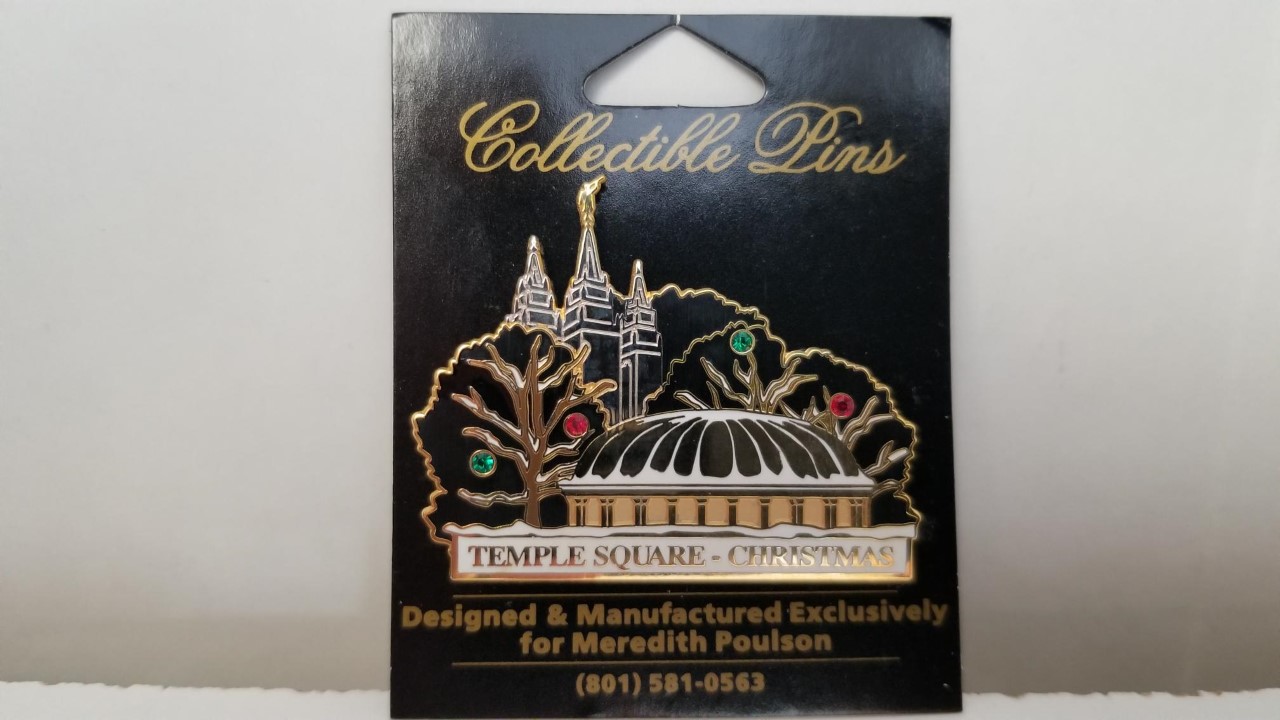 Collectible Pins
TEMPLE SQUARE - CHRISTMAS
Designed & Manufactured Exclusively
for Meredith Poulson
(801) 581-0563